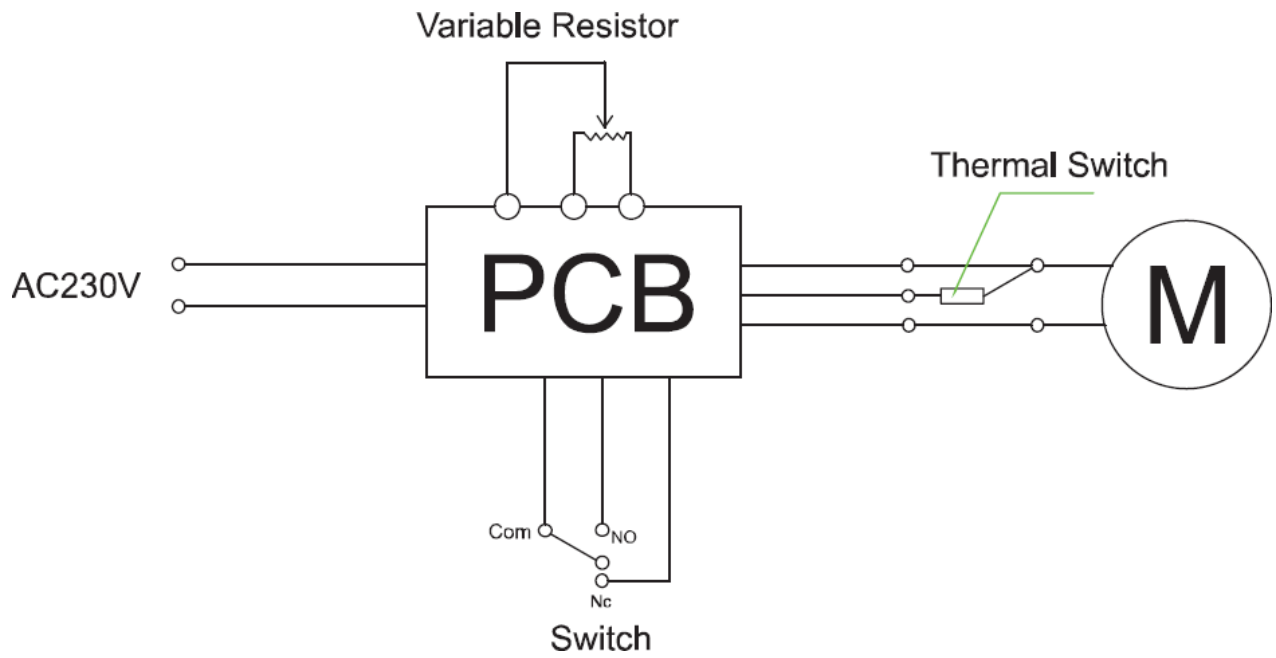 Variable Resistor
Thermal Switch
AC230V
PCB
M
Com
NO
Nc
Switch